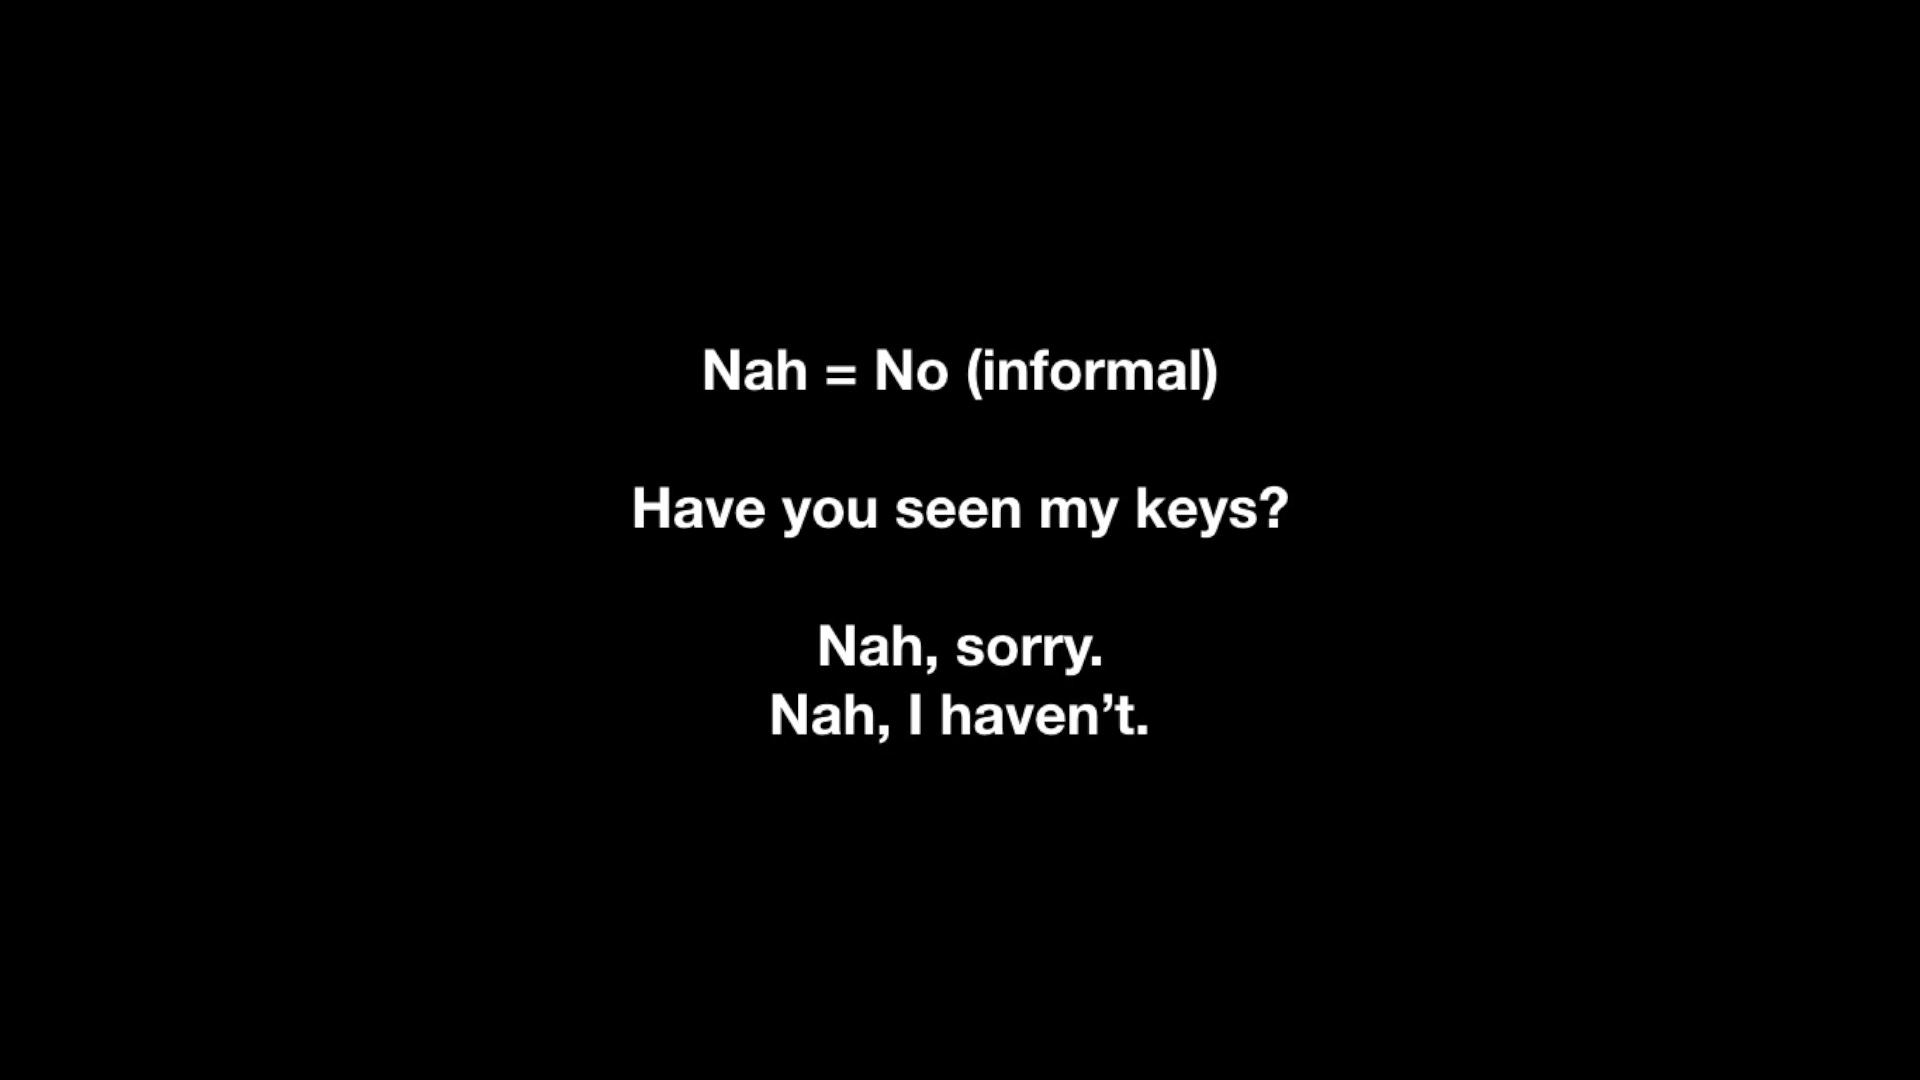 Nah = No (informal)
Have you seen my keys?
Nah, sorry.
Nah, I haven’t.